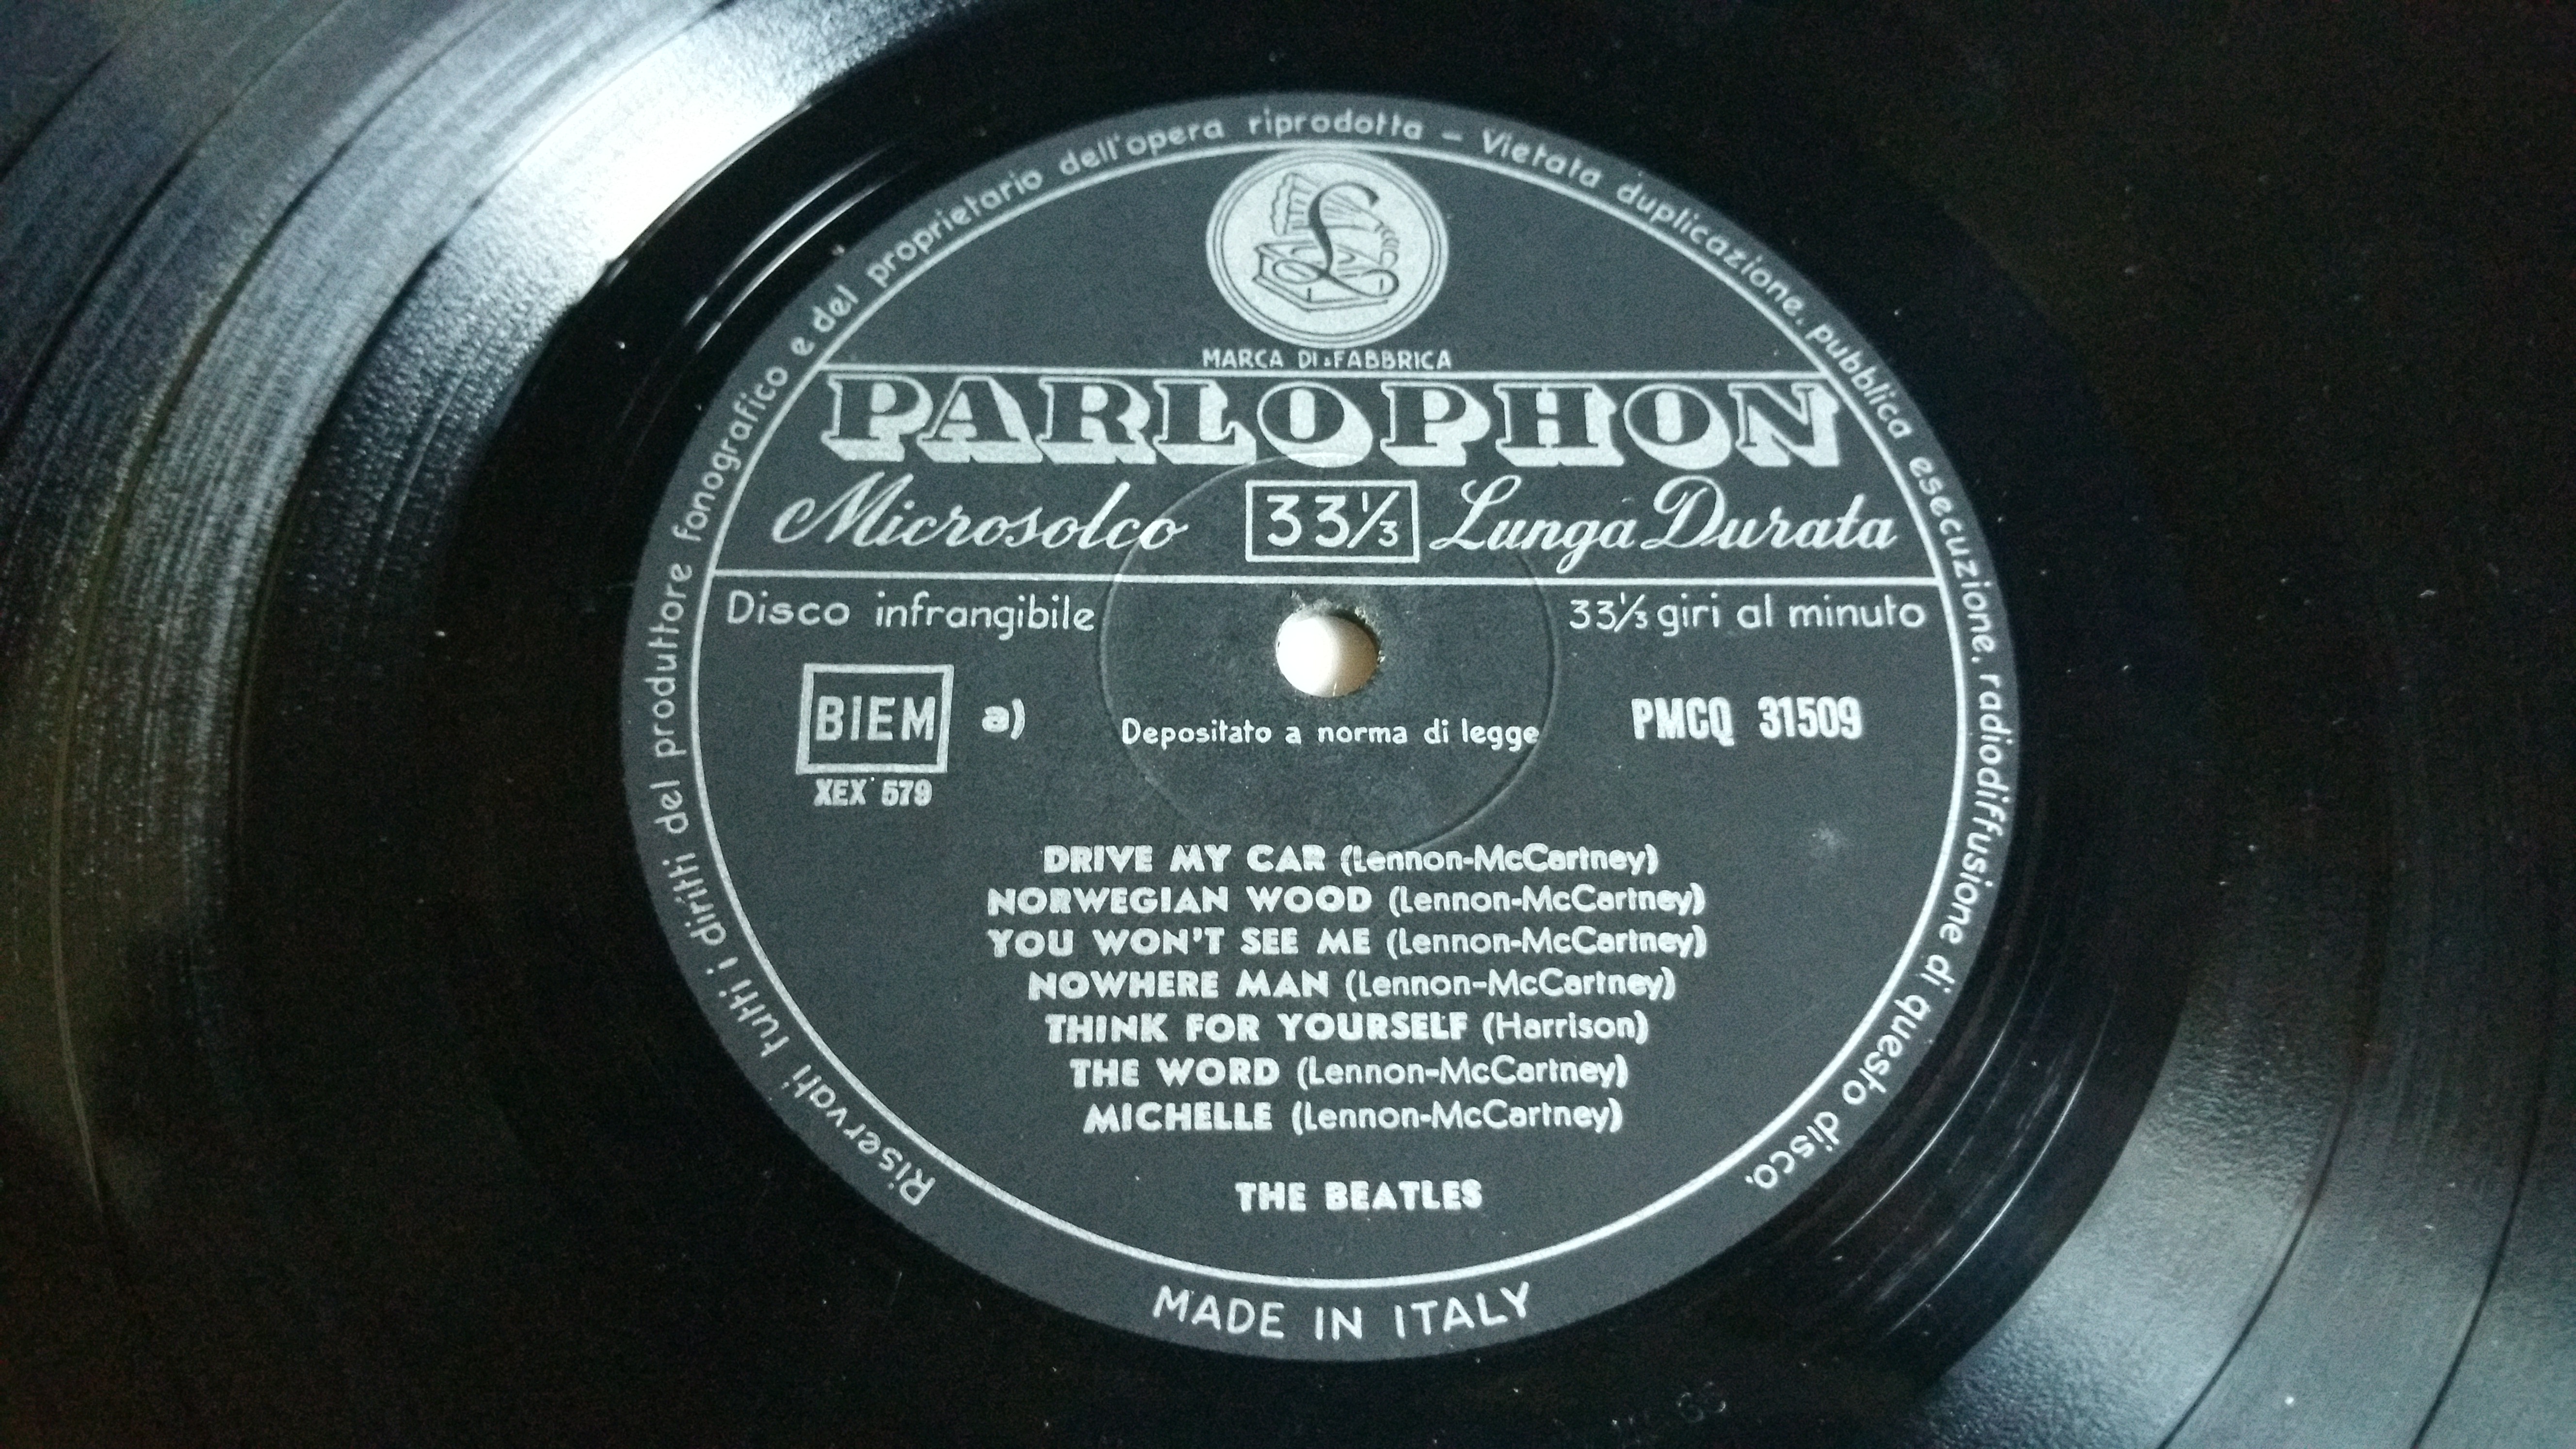 Riservati tutti i diritti del produttore fonografico e del proprietario dell'opera riprodotta - Vietata duplicazione, pubblica esecuzione, radiodiffusione di questo disco.
£
MARCA DI FABBRICA
PARLOPHON
Microsolco 33⅓ Lunga Durata
Disco infrangibile 33⅓ giri al minuto
BIEM a) Depositato a norma di legge PMCQ 31509
XEX 579
DRIVE MY CAR (Lennon-McCartney)
NORWEGIAN WOOD (Lennon-McCartney)
YOU WON'T SEE ME (Lennon-McCartney)
NOWHERE MAN (Lennon-McCartney)
THINK FOR YOURSELF (Harrison)
THE WORD (Lennon-McCartney)
MICHELLE (Lennon-McCartney)
THE BEATLES
MADE IN ITALY